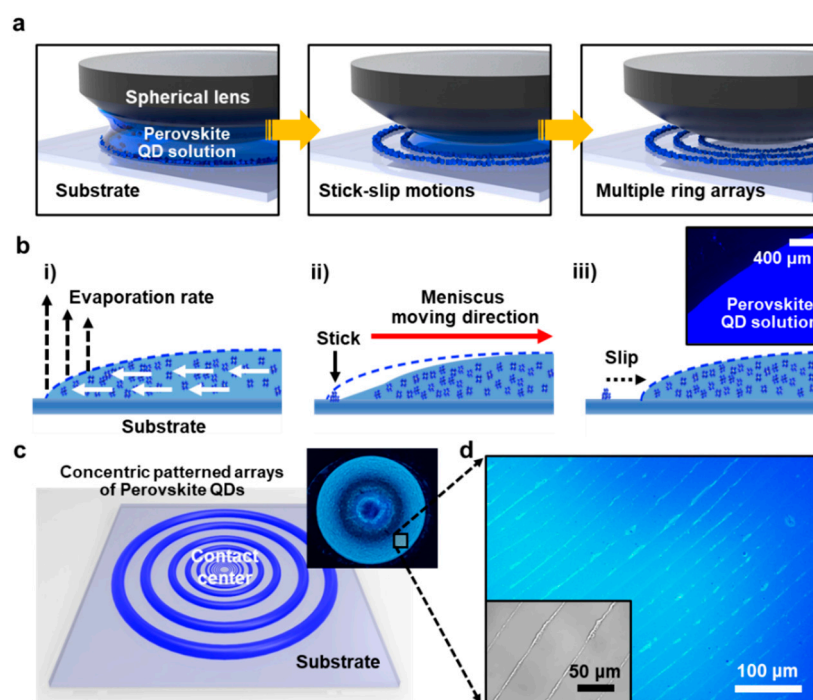 a
Spherical lens
Perovskite
QD solution
Substrate
Stick-slip motions
Multiple ring arrays
b
i)
Evaporation rate
Substrate
ii)
Meniscus
moving direction
Stick
iii)
400 µm
Perovskite
QD solution
Slip
c
Concentric patterned arrays
of Perovskite QDs
Contact
center
Substrate
d
50 µm
100 µm